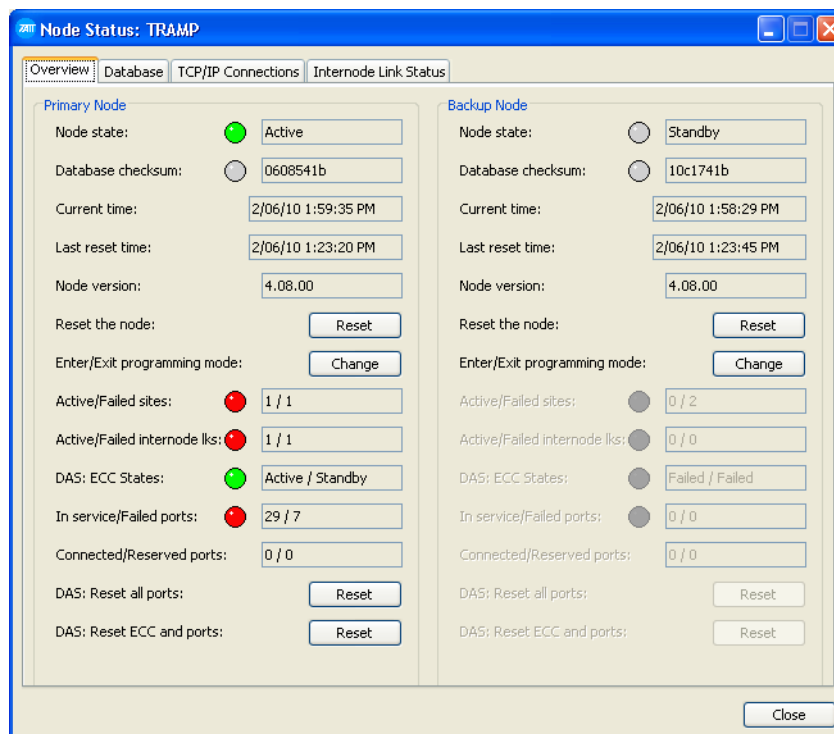 ZAIT Node Status: TRAMP
Overview Database TCP/IP Connections Internode Link Status
Primary Node
Node state: Active
Database checksum: 0608541b
Current time: 2/06/10 1:59:35 PM
Last reset time: 2/06/10 1:23:20 PM
Node version: 4.08.00
Reset the node: Reset
Enter/Exit programming mode: Change
Active/Failed sites: 1 / 1
Active/Failed internode lks: 1 / 1
DAS: ECC States: Active / Standby
In service/Failed ports: 29 / 7
Connected/Reserved ports: 0 / 0
DAS: Reset all ports: Reset
DAS: Reset ECC and ports: Reset
Backup Node
Node state: Standby
Database checksum: 10c1741b
Current time: 2/06/10 1:58:29 PM
Last reset time: 2/06/10 1:23:45 PM
Node version: 4.08.00
Reset the node: Reset
Enter/Exit programming mode: Change
Active/Failed sites: 0 / 2
Active/Failed internode lks: 0 / 0
DAS: ECC States: Failed / Failed
In service/Failed ports: 0 / 0
Connected/Reserved ports: 0 / 0
DAS: Reset all ports: Reset
DAS: Reset ECC and ports: Reset
Close